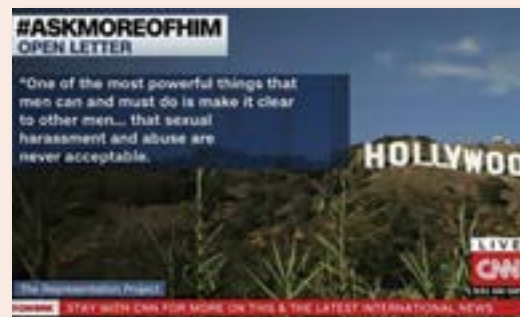 #ASKMOREOFHIM
OPEN LETTER
"One of the most powerful things that
men can and must do is make it clear
to other men... that sexual
harassment and abuse are
never acceptable.
HOLLYWOO
LIVE
CNN
The Representation Project
STAY WITH CNN FOR MORE ON THIS & THE LATEST INTERNATIONAL NEWS